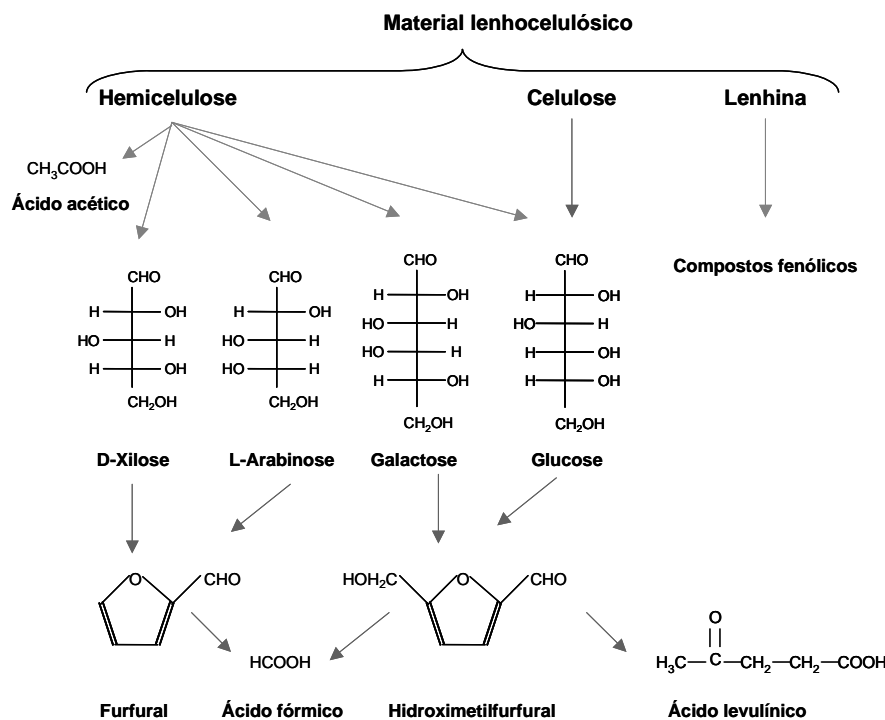 Material lenhocelulósico
Hemicelulose
Celulose
Lenhina
CH3COOH
Ácido acético
CHO
H OH
HO H
H OH
CH2OH
D-Xilose
CHO
H OH
HO H
HO H
CH2OH
L-Arabinose
CHO
H OH
HO H
HO H
H OH
CH2OH
Galactose
CHO
H OH
HO H
H OH
H OH
CH2OH
Glucose
Compostos fenólicos
O
CHO
HCOOH
HOH2C O CHO
O
H3C C CH2 CH2 COOH
Furfural
Ácido fórmico
Hidroximetilfurfural
Ácido levulínico